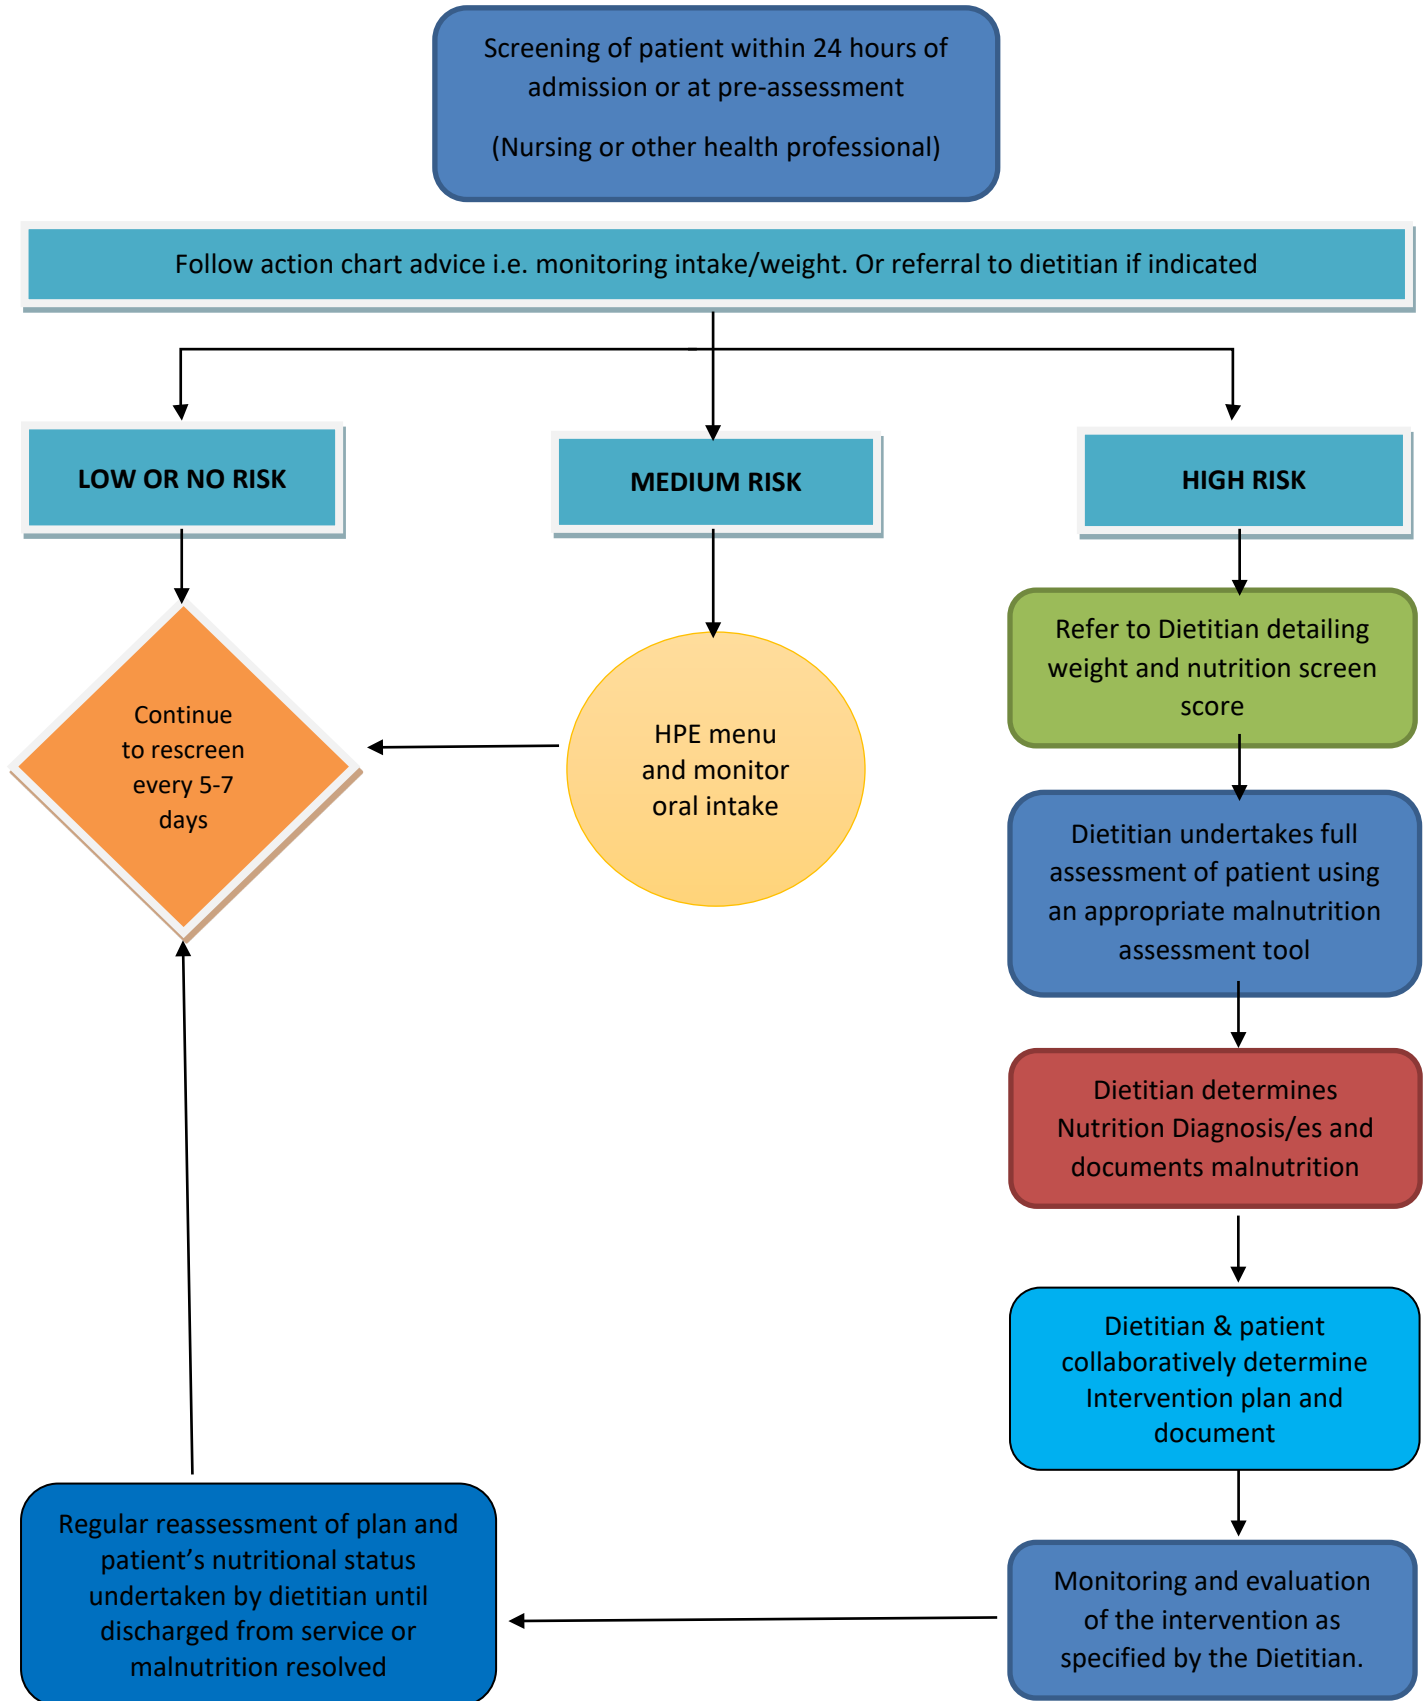 Screening of patient within 24 hours of
admission or at pre-assessment
(Nursing or other health professional)
Follow action chart advice i.e. monitoring intake/weight. Or referral to dietitian if indicated
LOW OR NO RISK
MEDIUM RISK
HIGH RISK
Continue
to rescreen
every 5-7
days
HPE menu
and monitor
oral intake
Refer to Dietitian detailing
weight and nutrition screen
score
Dietitian undertakes full
assessment of patient using
an appropriate malnutrition
assessment tool
Dietitian determines
Nutrition Diagnosis/es and
documents malnutrition
Dietitian & patient
collaboratively determine
Intervention plan and
document
Monitoring and evaluation
of the intervention as
specified by the Dietitian.
Regular reassessment of plan and
patient’s nutritional status
undertaken by dietitian until
discharged from service or
malnutrition resolved